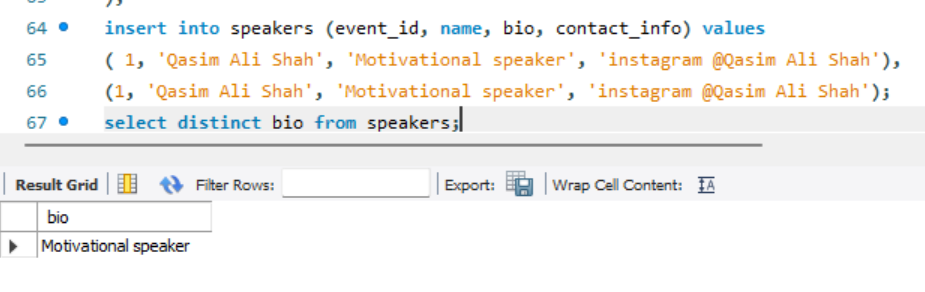 64 insert into speakers (event_id, name, bio, contact_info) values
65 ( 1, 'Qasim Ali Shah', 'Motivational speaker', 'instagram @Qasim Ali Shah'),
66 (1, 'Qasim Ali Shah', 'Motivational speaker', 'instagram @Qasim Ali Shah');
67 select distinct bio from speakers;
Result Grid Filter Rows: Export: Wrap Cell Content: IA
bio
Motivational speaker